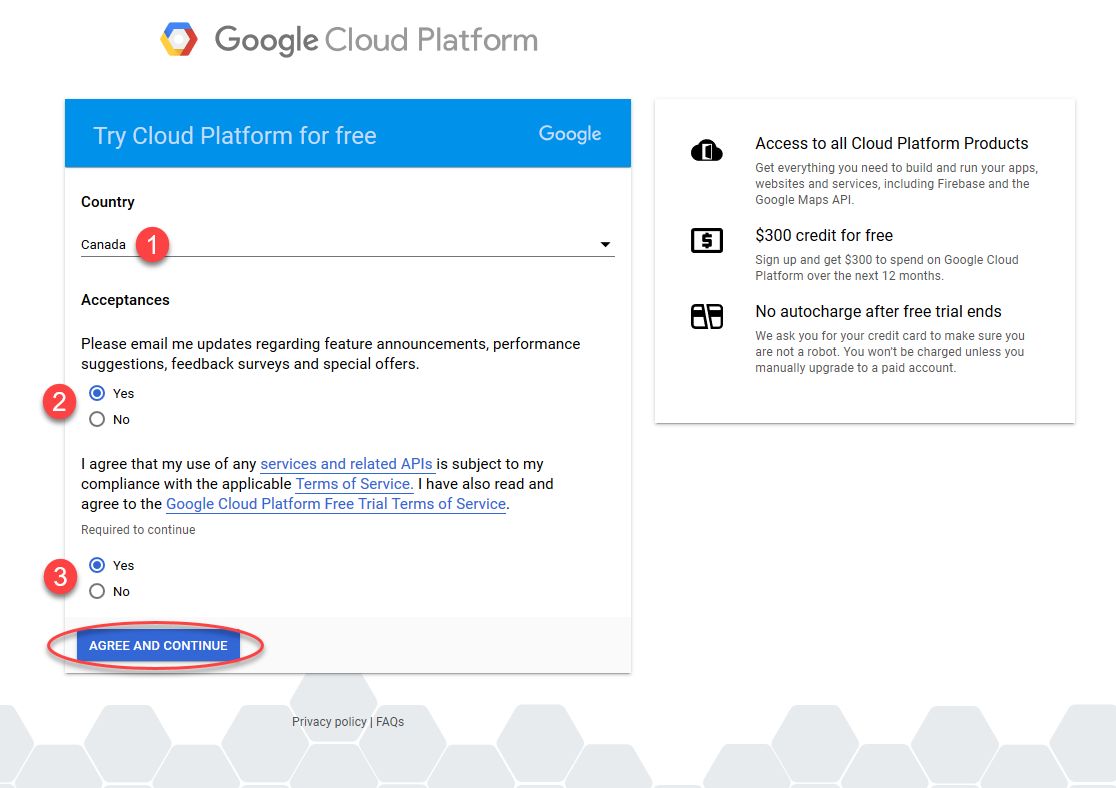 Google Cloud Platform
Try Cloud Platform for free
Google
Country
Canada
1
Acceptances
Please email me updates regarding feature announcements, performance
suggestions, feedback surveys and special offers.
2
Yes
No
I agree that my use of any services and related APIs is subject to my
compliance with the applicable Terms of Service. I have also read and
agree to the Google Cloud Platform Free Trial Terms of Service.
Required to continue
3
Yes
No
AGREE AND CONTINUE
Access to all Cloud Platform Products
Get everything you need to build and run your apps,
websites and services, including Firebase and the
Google Maps API.
$
$300 credit for free
Sign up and get $300 to spend on Google Cloud
Platform over the next 12 months.
No autocharge after free trial ends
We ask you for your credit card to make sure you
are not a robot. You won't be charged unless you
manually upgrade to a paid account.
Privacy policy | FAQs